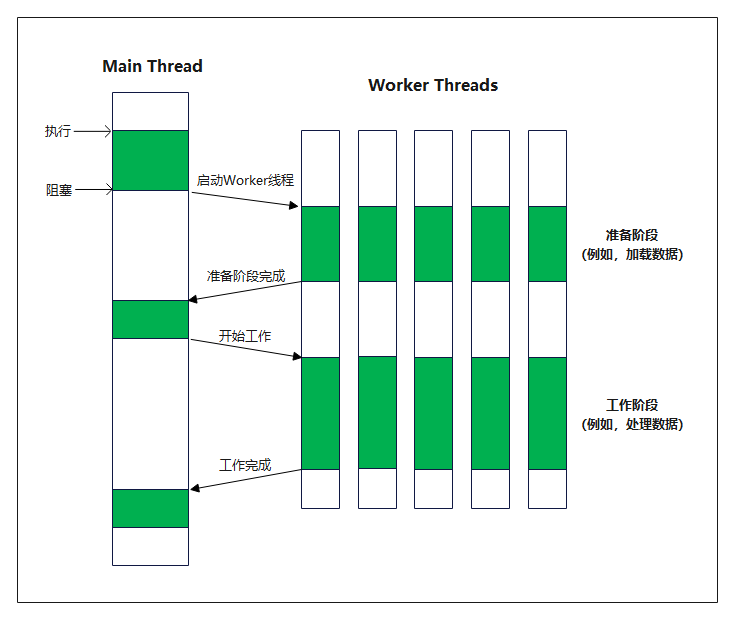 Main Thread
Worker Threads
执行
阻塞
启动Worker线程
准备阶段
(例如，加载数据)
准备阶段完成
开始工作
工作阶段
(例如，处理数据)
工作完成